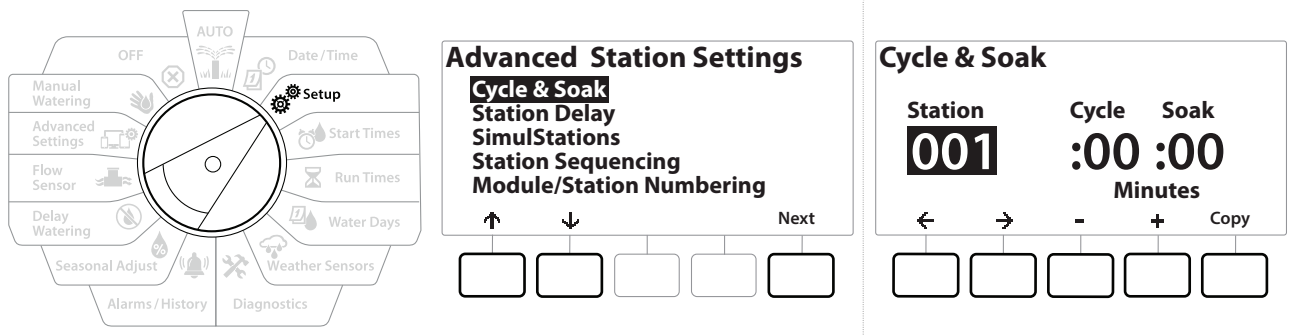 AUTO
OFF
Date / Time
Manual
Watering
Setup
Advanced
Settings
Start Times
Flow
Sensor
Run Times
Delay
Watering
Water Days
%
Seasonal Adjust
Weather Sensors
Alarms / History
Diagnostics
Advanced Station Settings
Cycle & Soak
Station Delay
SimulStations
Station Sequencing
Module/Station Numbering
↑ ↓ Next
Cycle & Soak
Station Cycle Soak
001 :00 :00
Minutes
← → - + Copy